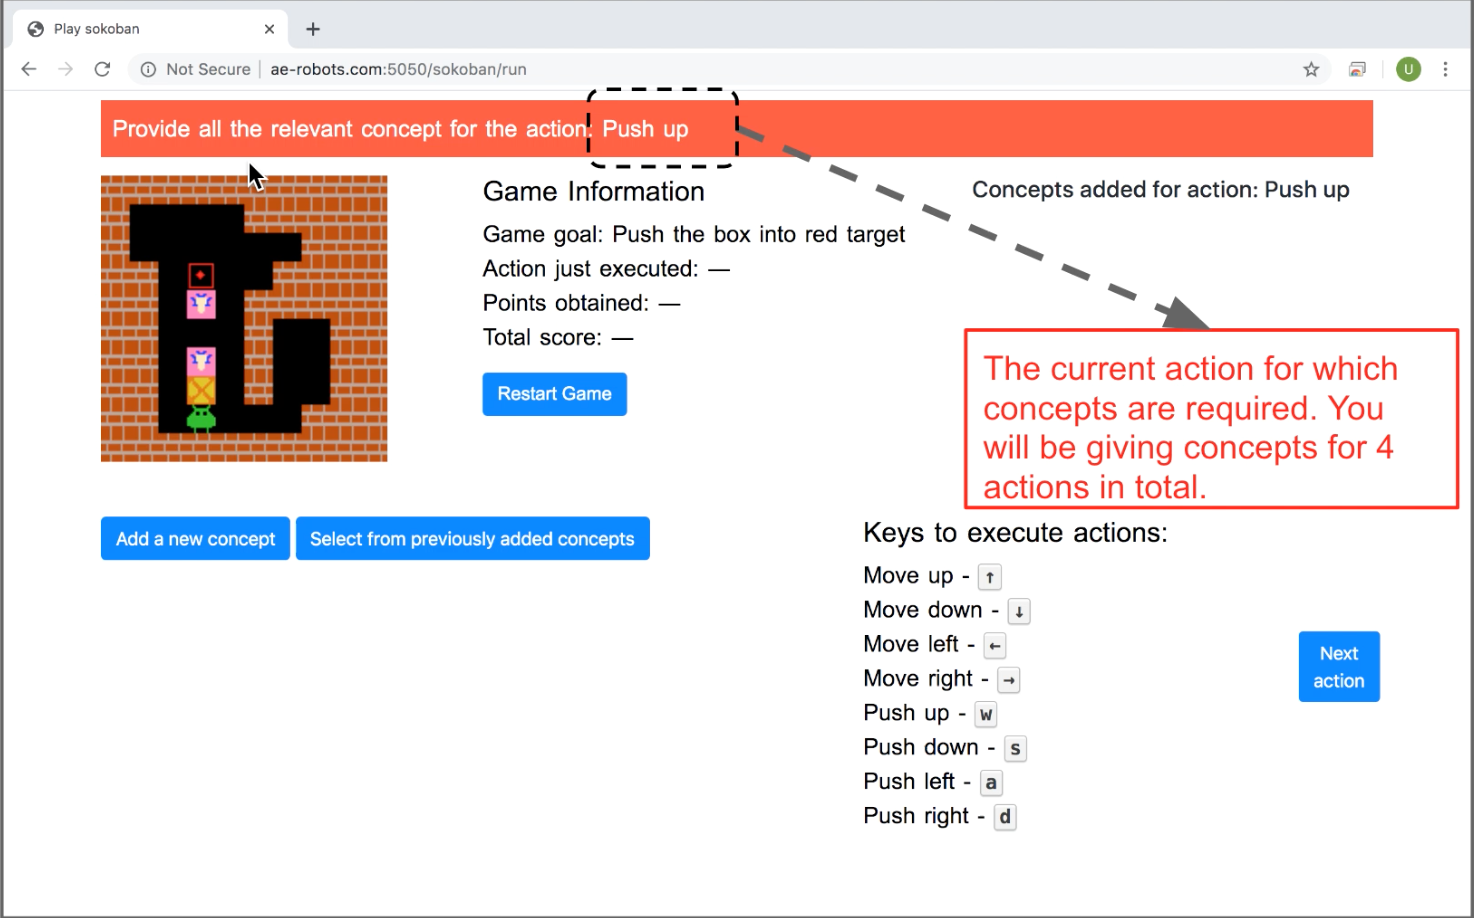 Play sokoban
Not Secure | ae-robots.com:5050/sokoban/run
U
Provide all the relevant concept for the action: Push up
Game Information
Game goal: Push the box into red target
Action just executed: —
Points obtained: —
Total score: —
Restart Game
Concepts added for action: Push up
The current action for which
concepts are required. You
will be giving concepts for 4
actions in total.
Add a new concept
Select from previously added concepts
Keys to execute actions:
Move up - ↑
Move down - ↓
Move left - ←
Move right - →
Push up - w
Push down - s
Push left - a
Push right - d
Next
action